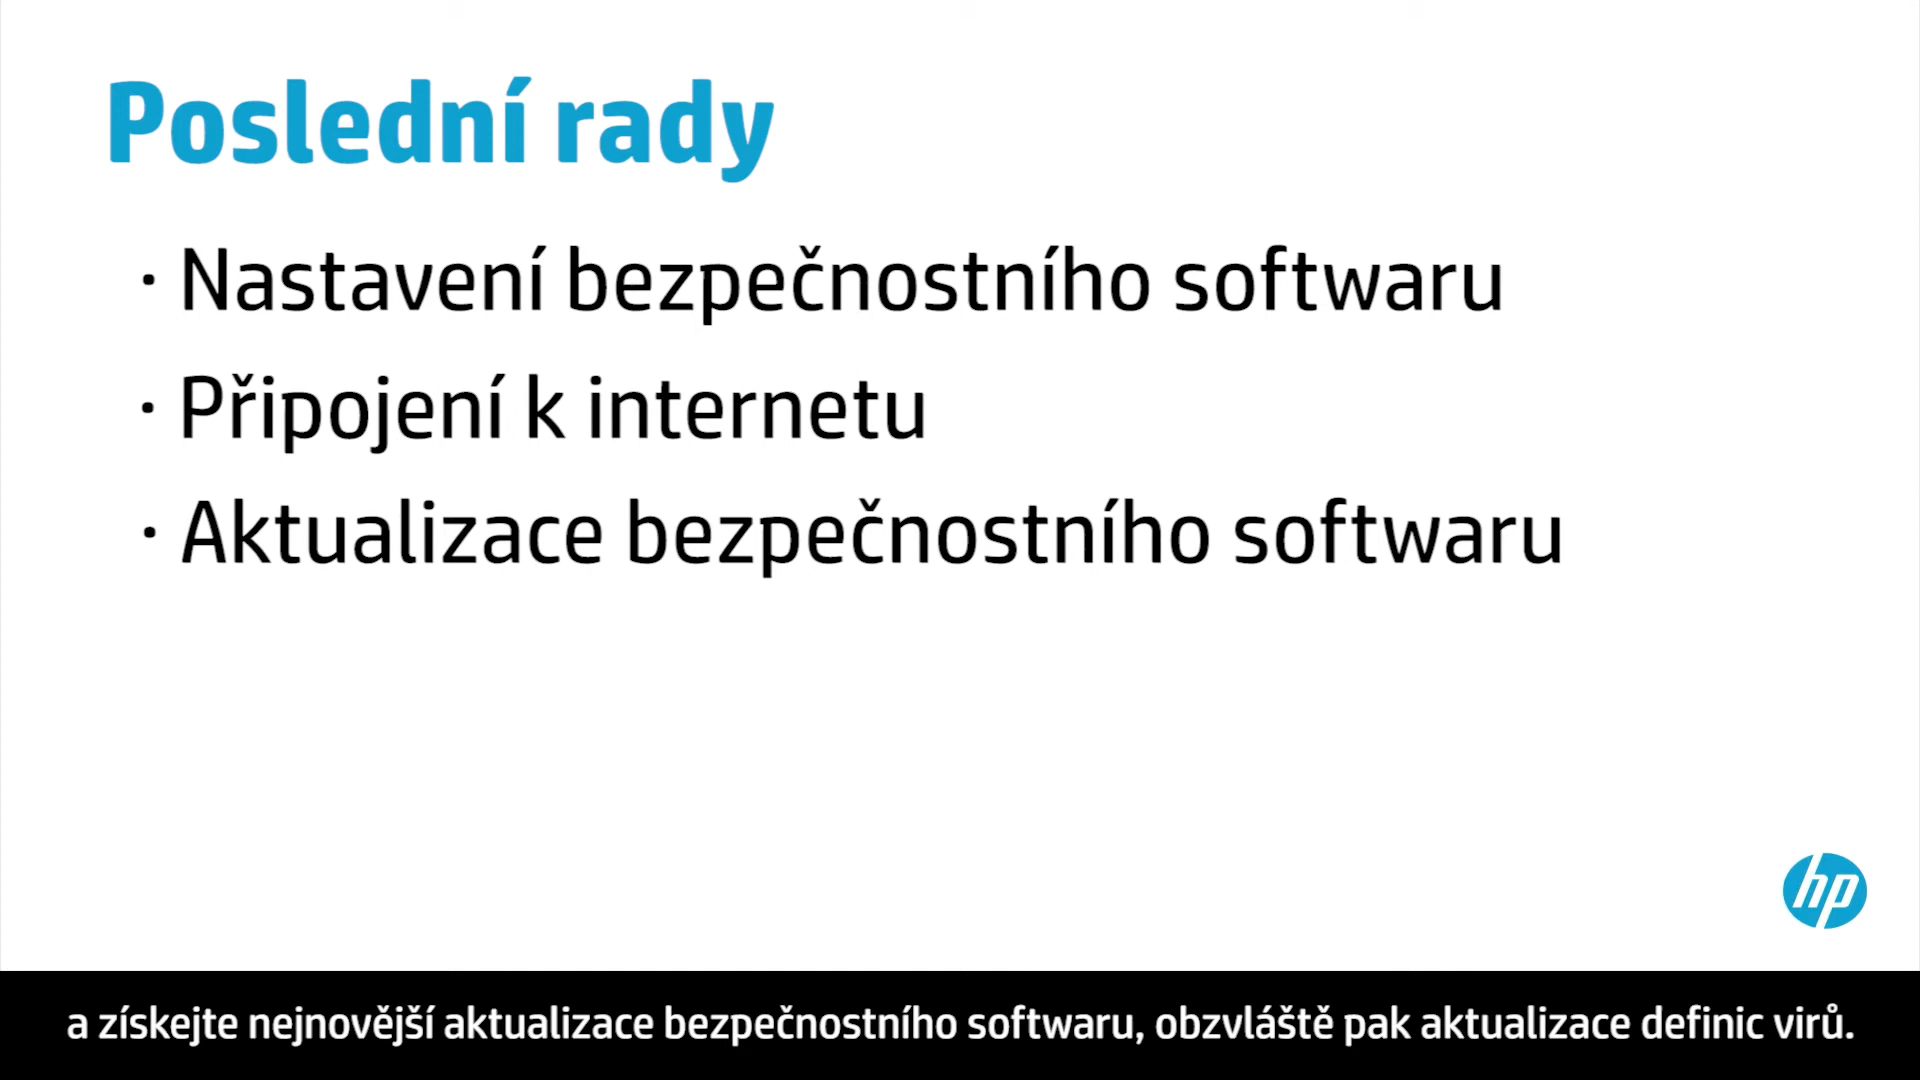 Poslední rady
· Nastavení bezpečnostního softwaru
· Připojení k internetu
· Aktualizace bezpečnostního softwaru
hp
a získejte nejnovější aktualizace bezpečnostního softwaru, obzvláště pak aktualizace definic virů.